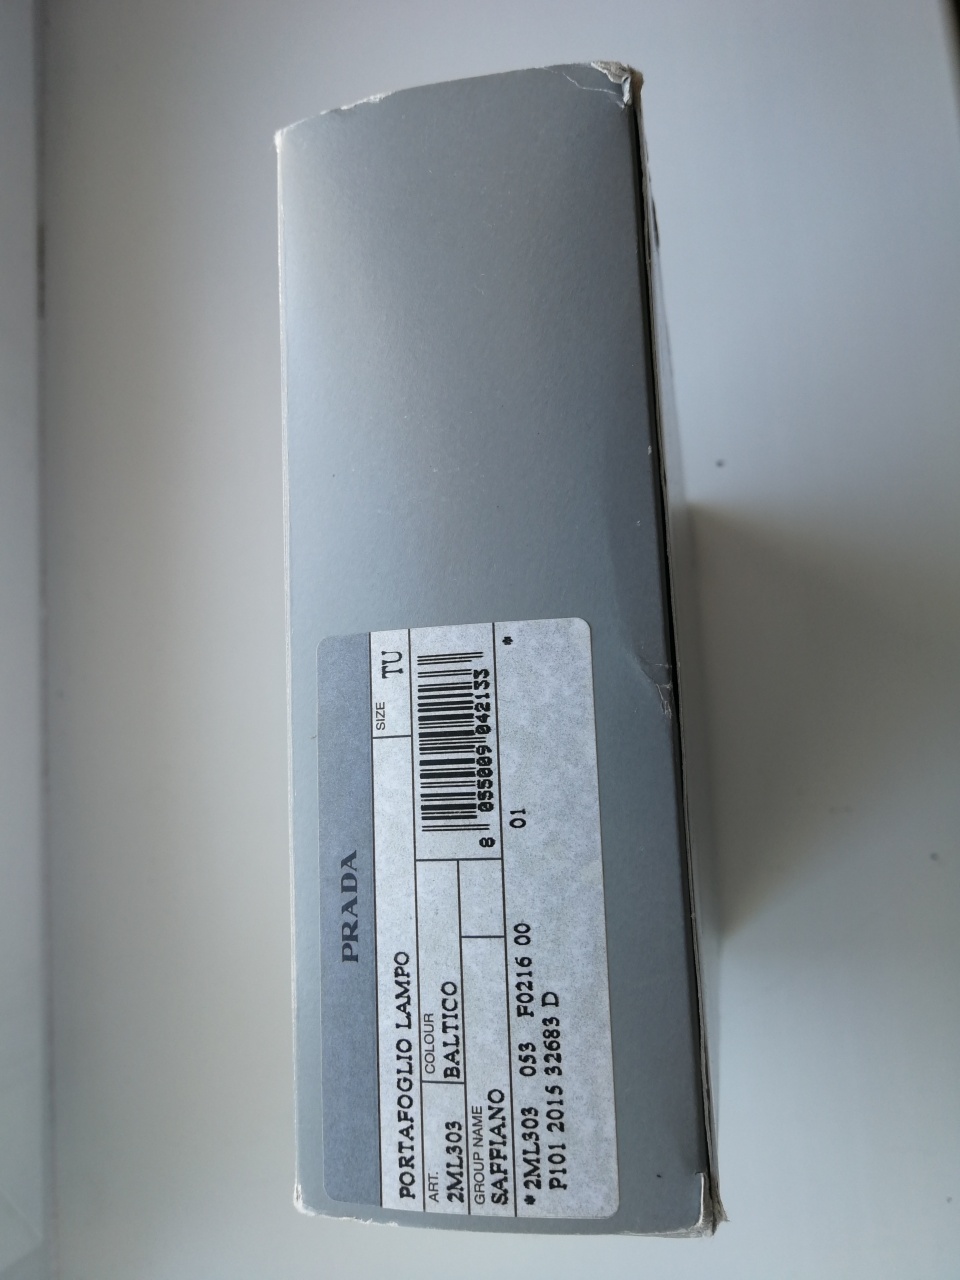 PRADA
PORTAFOGLIO LAMPO
SIZE TU
ART. 2ML303
COLOUR BALTICO
GROUP NAME
SAFFIANO
8 055009 042133
*2ML303 053 F0216 00 01 *
P101 2015 32683 D